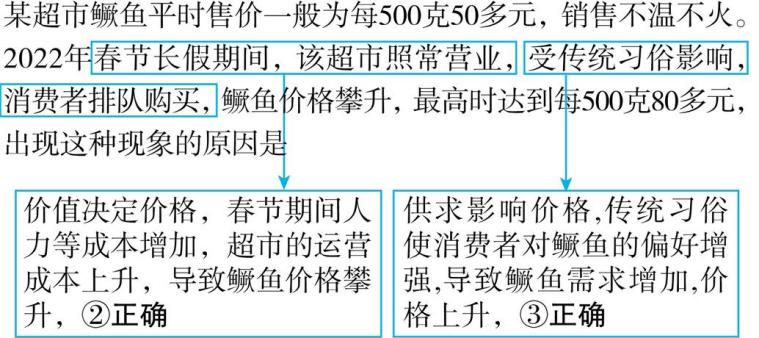 某超市鳜鱼平时售价一般为每500克50多元，销售不温不火。
2022年春节长假期间，该超市照常营业，受传统习俗影响，
消费者排队购买，鳜鱼价格攀升，最高时达到每500克80多元，
出现这种现象的原因是
价值决定价格，春节期间人
力等成本增加，超市的运营
成本上升，导致鳜鱼价格攀
升，②正确
供求影响价格,传统习俗
使消费者对鳜鱼的偏好增
强,导致鳜鱼需求增加,价
格上升，③正确